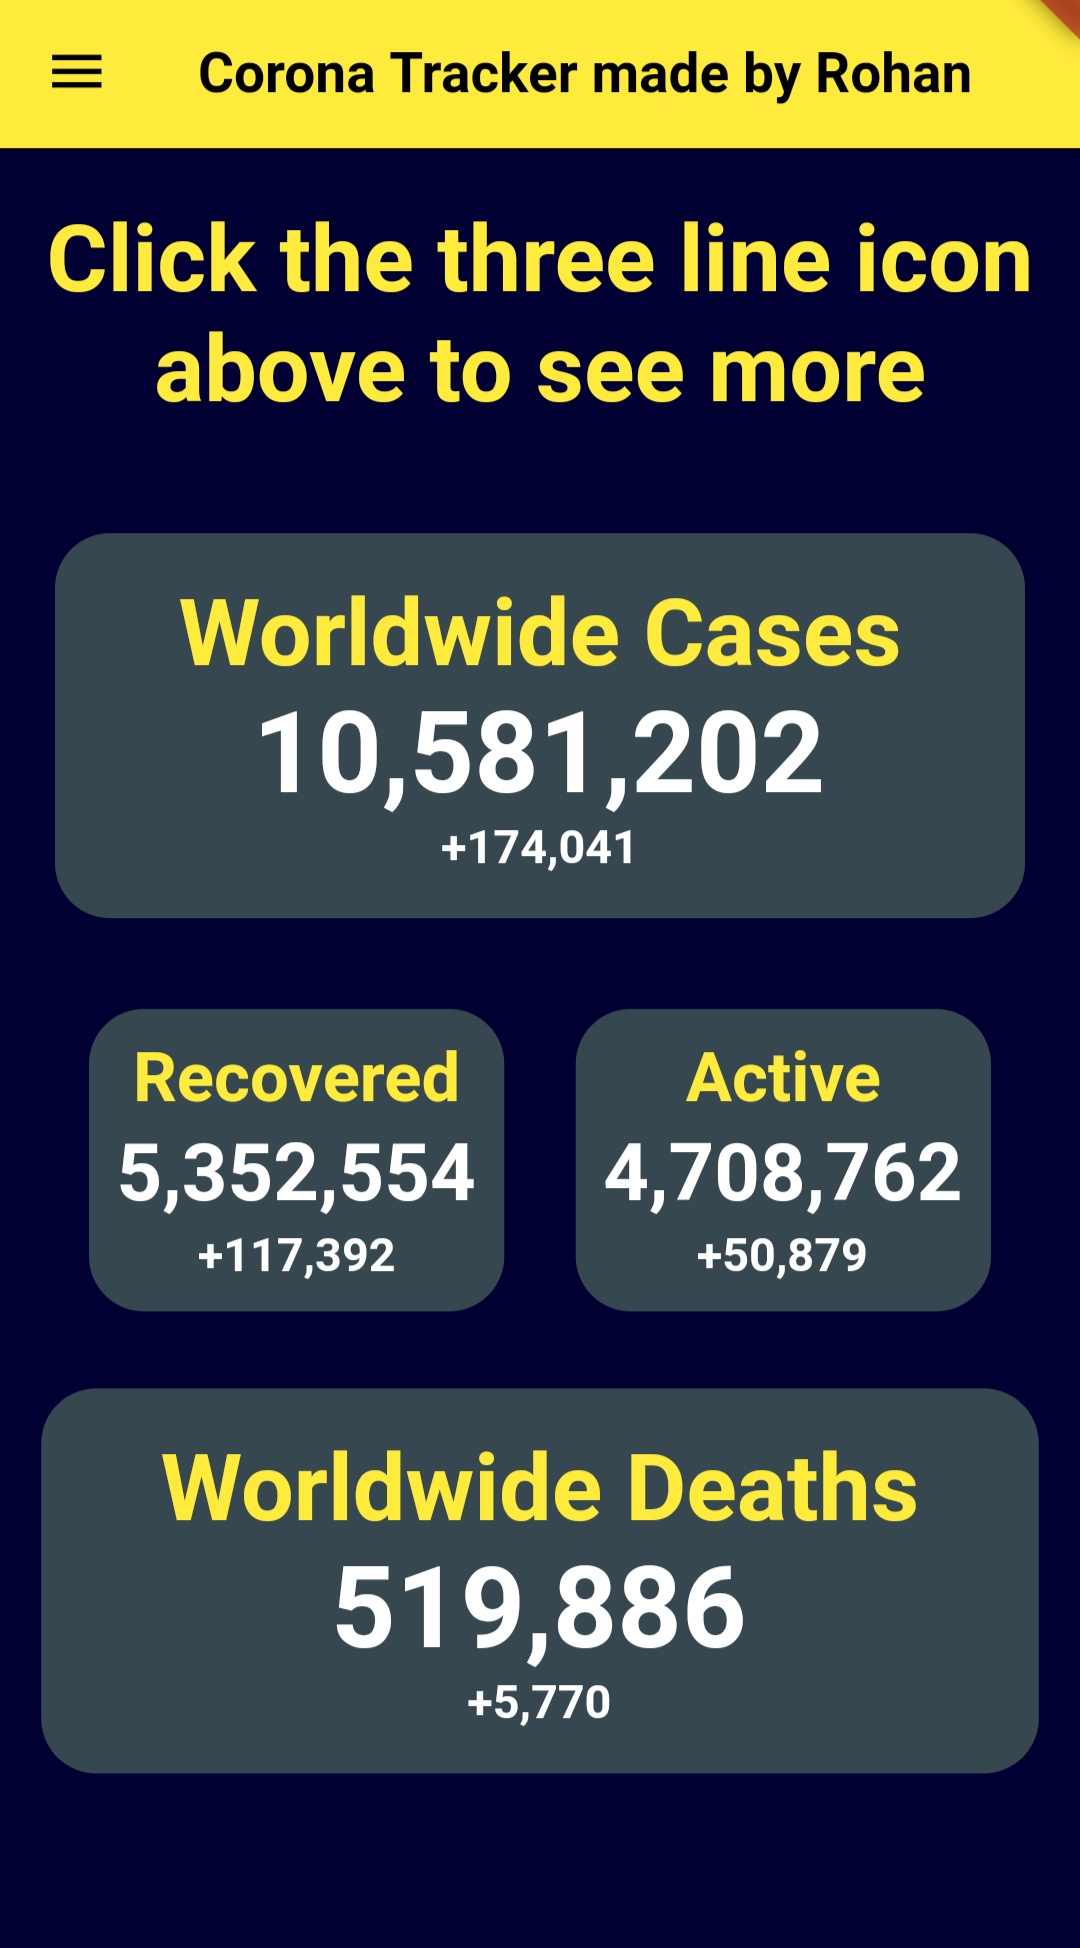 Corona Tracker made by Rohan
Click the three line icon
above to see more
Worldwide Cases
10,581,202
+174,041
Recovered
5,352,554
+117,392
Active
4,708,762
+50,879
Worldwide Deaths
519,886
+5,770